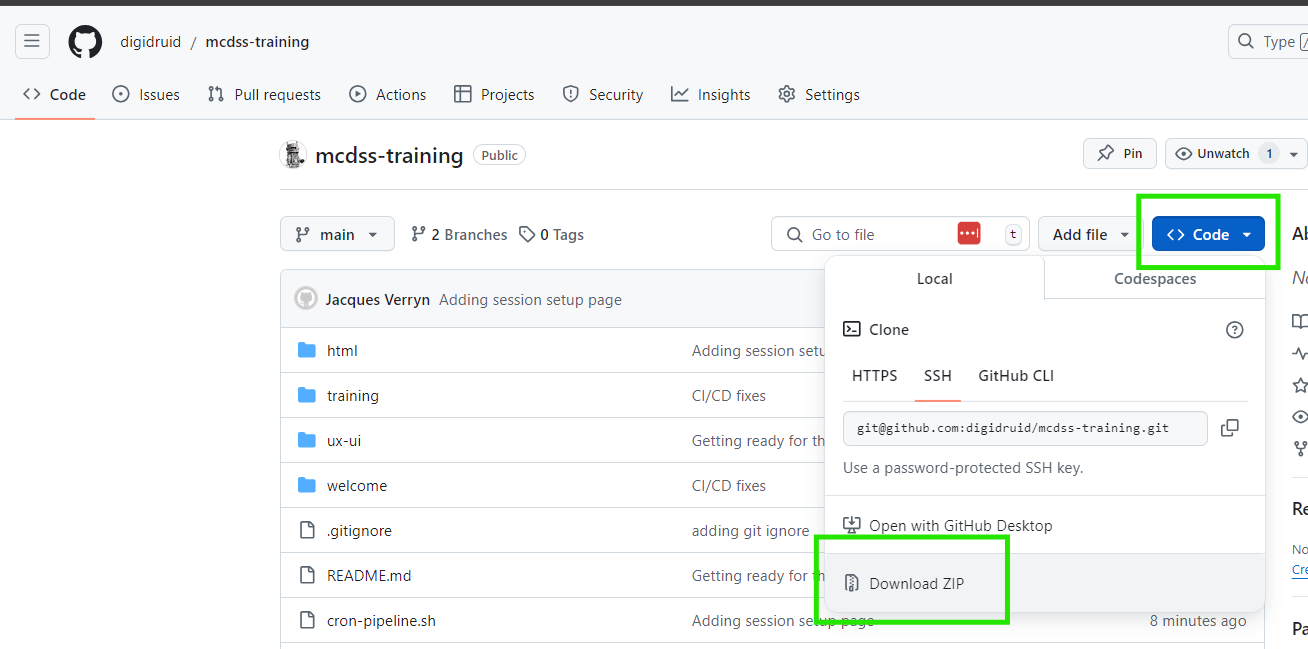 digidruid / mcdss-training
Type /
Code Issues Pull requests Actions Projects Security Insights Settings
mcdss-training Public
Pin Unwatch 1
main 2 Branches 0 Tags
Go to file t Add file Code
Jacques Verryn Adding session setup page
html Adding session setu
training CI/CD fixes
ux-ui Getting ready for th
welcome CI/CD fixes
.gitignore adding git ignore
README.md Getting ready for th
cron-pipeline.sh Adding session setup page 8 minutes ago
Local Codespaces
Clone
HTTPS SSH GitHub CLI
git@github.com:digidruid/mcdss-training.git
Use a password-protected SSH key.
Open with GitHub Desktop
Download ZIP
Ab
No
Re
No
Cre
Pa